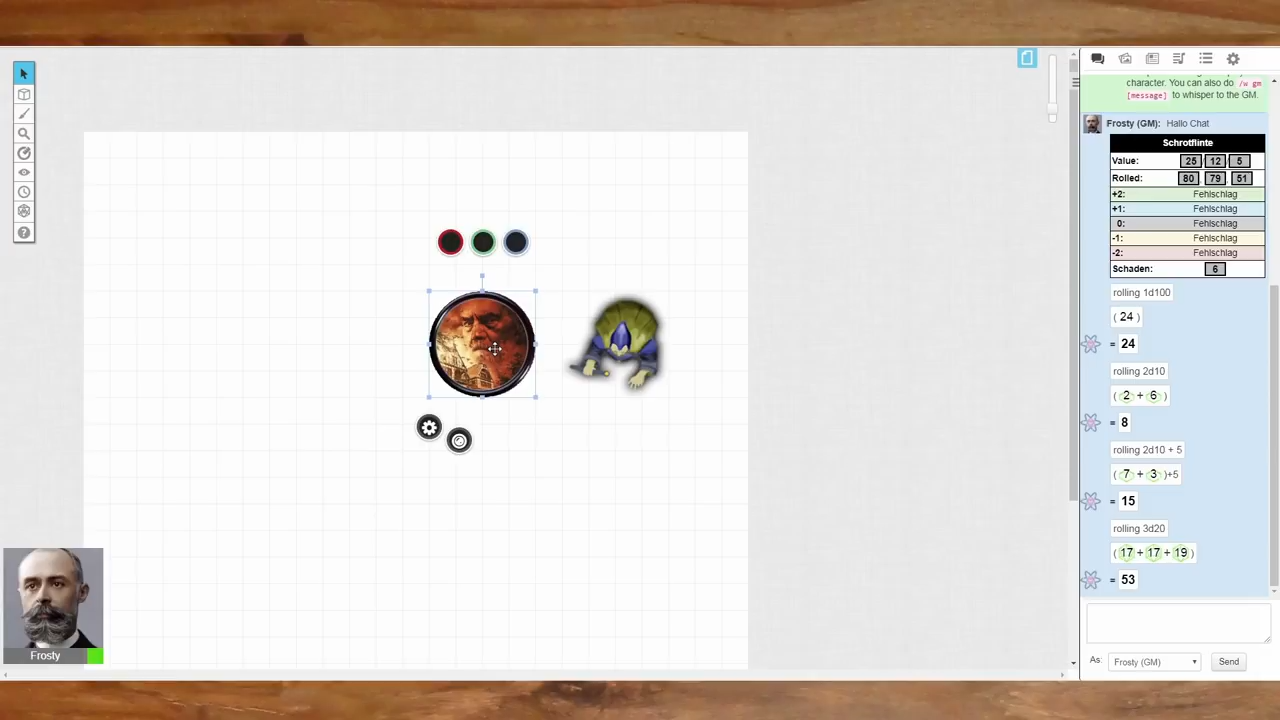 character. You can also do /w gm
[message] to whisper to the GM.
Frosty (GM): Hallo Chat
Schrotflinte
Value: 25 12 5
Rolled: 80 79 51
+2: Fehlschlag
+1: Fehlschlag
0: Fehlschlag
-1: Fehlschlag
-2: Fehlschlag
Schaden: 6
rolling 1d100
( 24 )
= 24
rolling 2d10
( 2 + 6 )
= 8
rolling 2d10 + 5
( 7 + 3 )+5
= 15
rolling 3d20
( 17 + 17 + 19 )
= 53
Frosty
As: Frosty (GM) Send